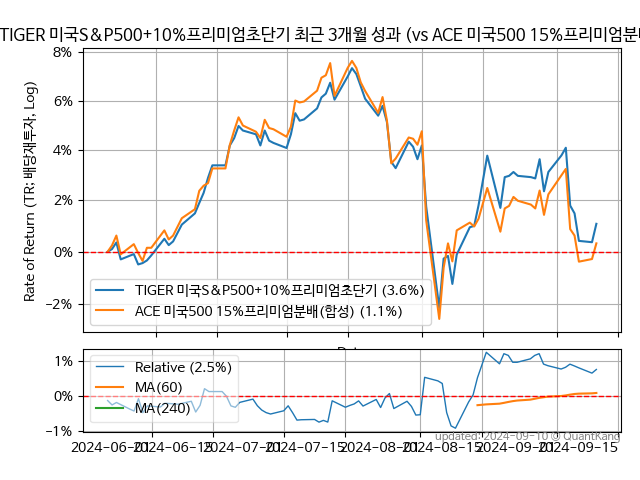 TIGER 미국S&P500+10%프리미엄초단기 최근 3개월 성과 (vs ACE 미국500 15%프리미엄분배
Rate of Return (TR: 배당재투자, Log)
8%
6%
4%
2%
0%
−2%
TIGER 미국S&P500+10%프리미엄초단기 (3.6%)
ACE 미국500 15%프리미엄분배(합성) (1.1%)
1%
0%
−1%
Relative (2.5%)
MA(60)
MA(240)
updated: 2024-09-10 @ QuantKang
2024-06-01
2024-06-15
2024-07-01
2024-07-15
2024-08-01
2024-08-15
2024-09-01
2024-09-15